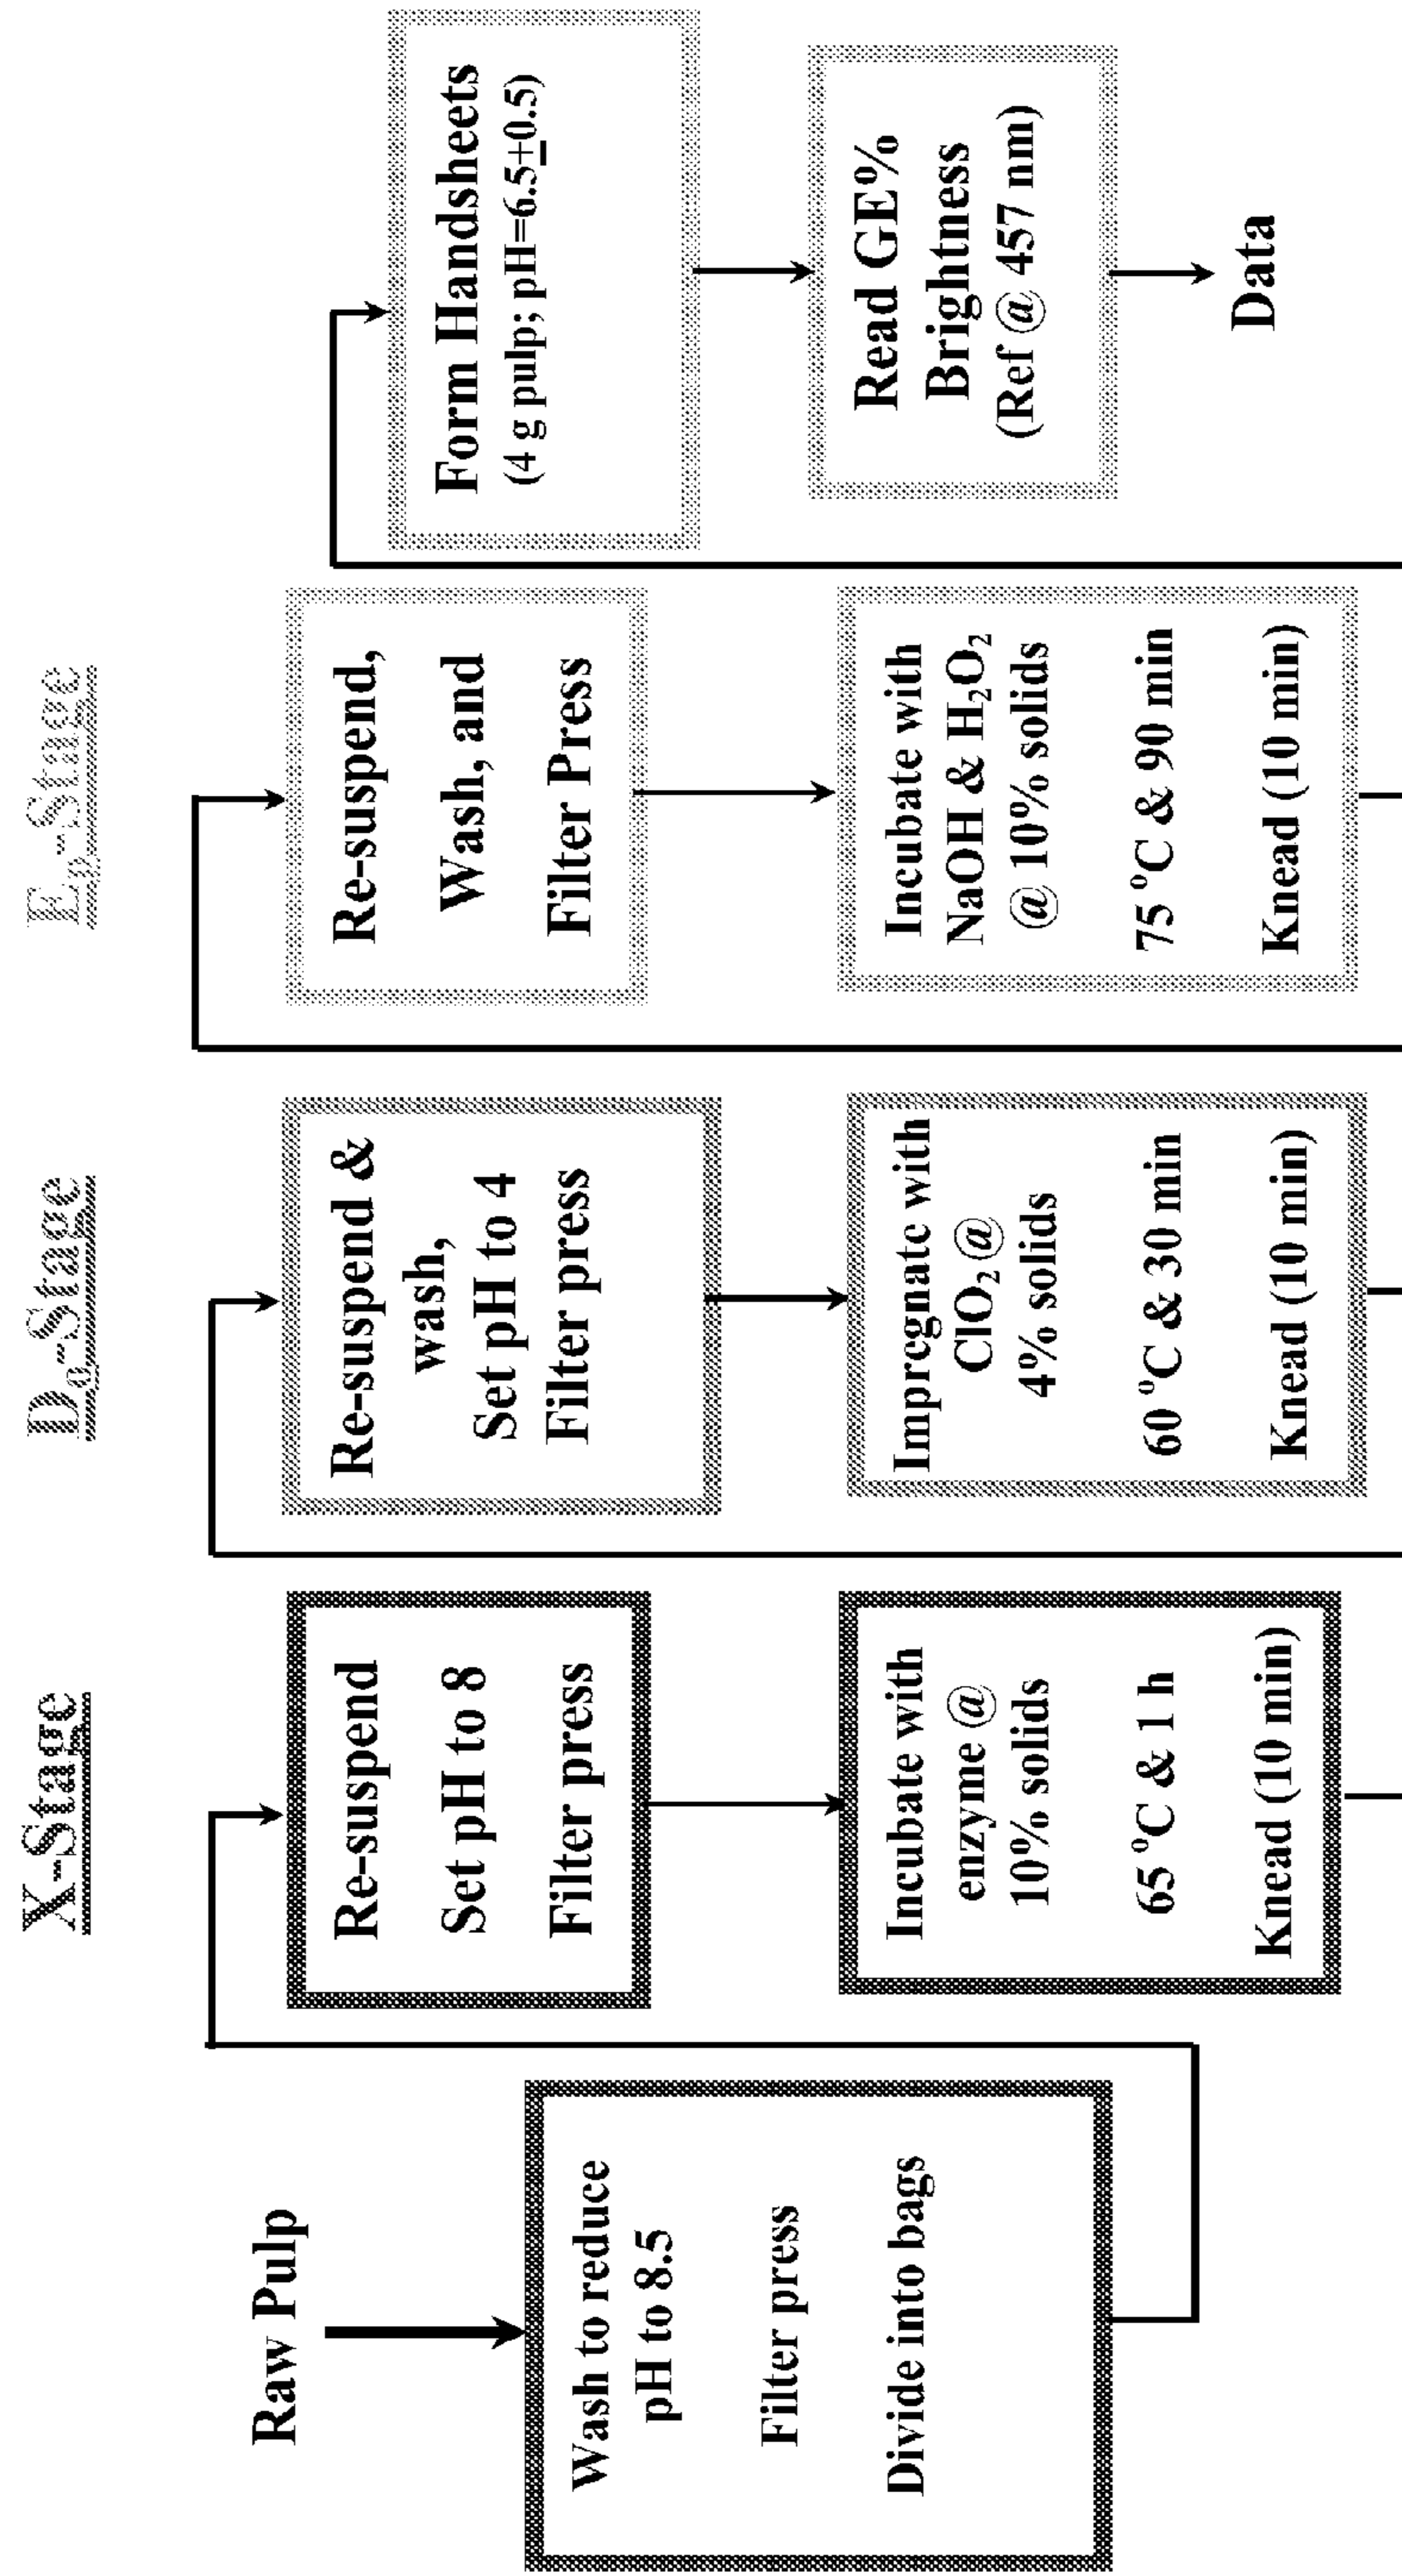 X-Stage
D₀-Stage
Eₚ-Stage
Raw Pulp
Wash to reduce
pH to 8.5
Filter press
Divide into bags
Re-suspend
Set pH to 8
Filter press
Incubate with
enzyme @
10% solids
65 °C & 1 h
Knead (10 min)
Re-suspend &
wash,
Set pH to 4
Filter press
Impregnate with
ClO₂ @
4% solids
60 °C & 30 min
Knead (10 min)
Re-suspend,
Wash, and
Filter Press
Incubate with
NaOH & H₂O₂
@ 10% solids
75 °C & 90 min
Knead (10 min)
Form Handsheets
(4 g pulp; pH=6.5±0.5)
Read GE%
Brightness
(Ref @ 457 nm)
Data